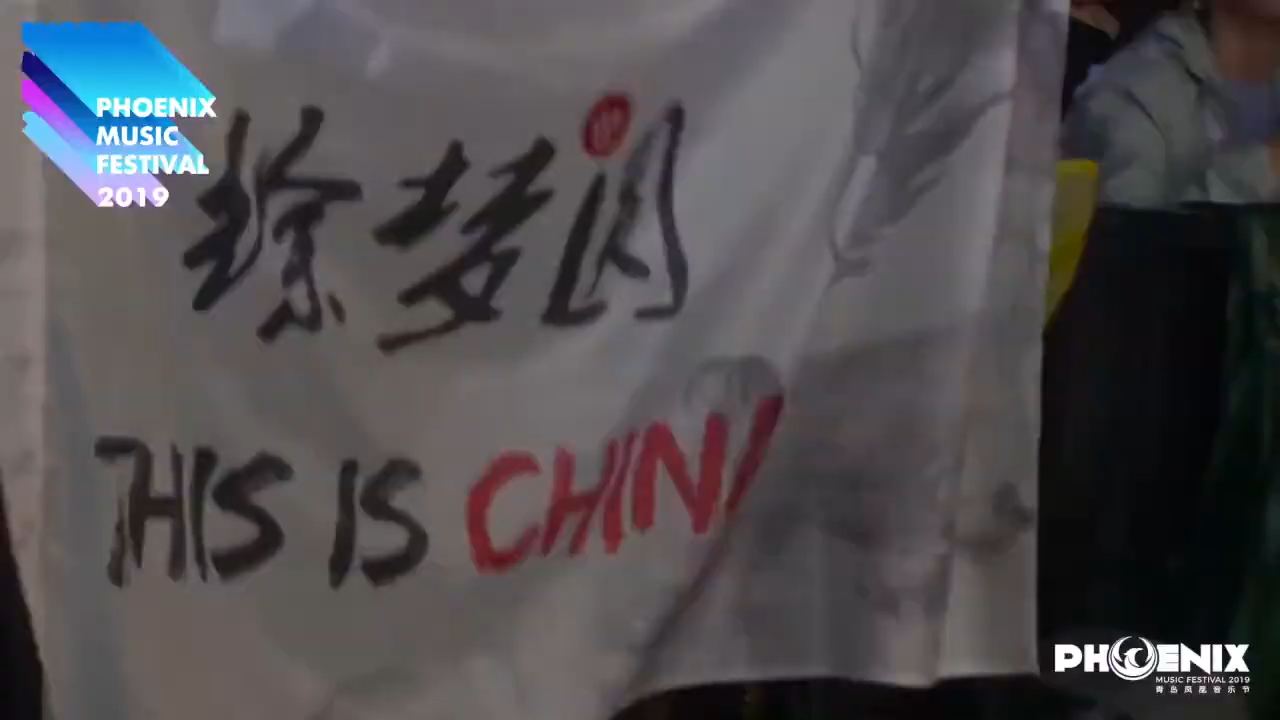 PHOENIX
MUSIC
FESTIVAL
2019
徐梦圆
THIS IS CHINA
PHOENIX
MUSIC FESTIVAL 2019
青岛凤凰音乐节